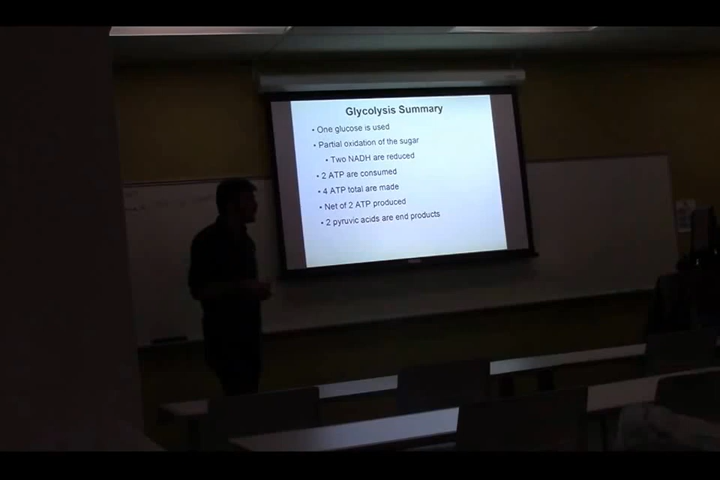 Glycolysis Summary
• One glucose is used
• Partial oxidation of the sugar
• Two NADH are reduced
• 2 ATP are consumed
• 4 ATP total are made
• Net of 2 ATP produced
• 2 pyruvic acids are end products